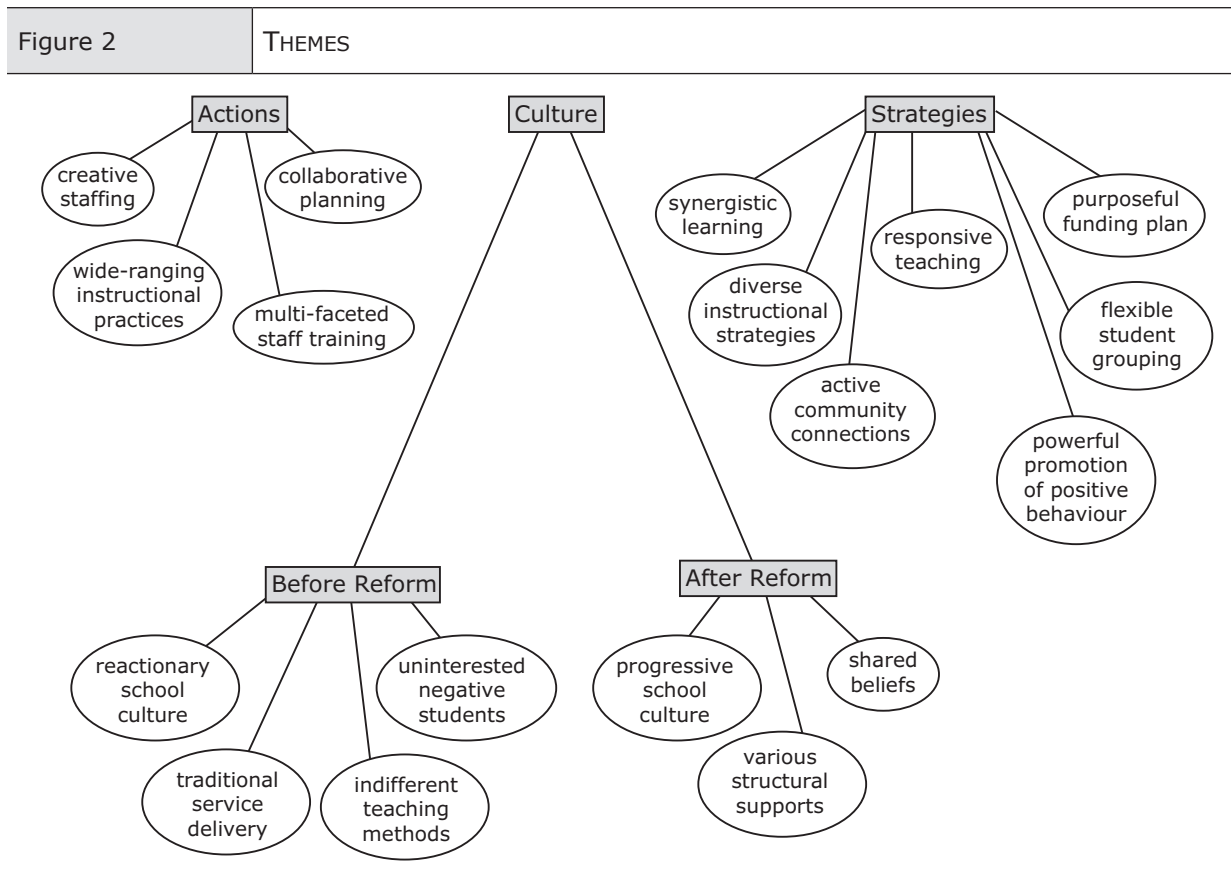 Figure 2
THEMES
Actions
creative
staffing
wide-ranging
instructional
practices
multi-faceted
staff training
collaborative
planning
Culture
Before Reform
reactionary
school
culture
traditional
service
delivery
indifferent
teaching
methods
uninterested
negative
students
After Reform
progressive
school
culture
various
structural
supports
shared
beliefs
Strategies
synergistic
learning
diverse
instructional
strategies
active
community
connections
responsive
teaching
powerful
promotion
of positive
behaviour
flexible
student
grouping
purposeful
funding plan